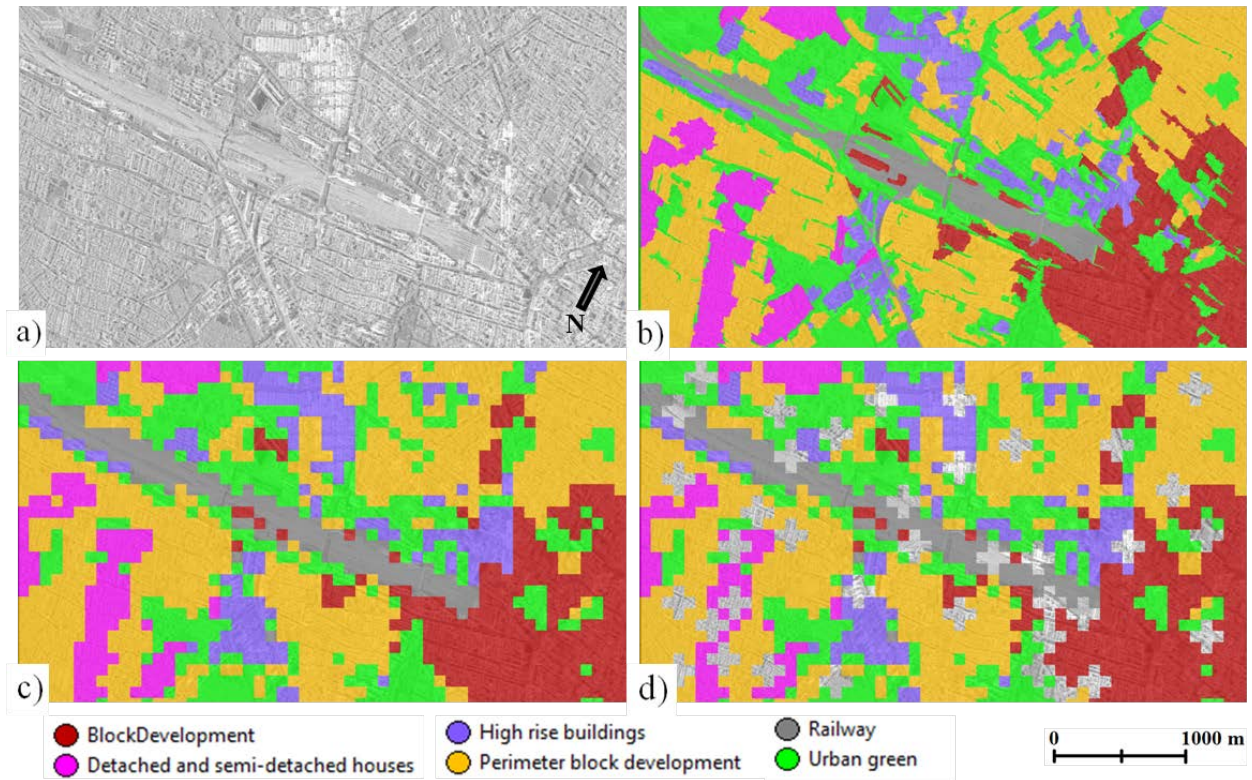 N
a)
b)
c)
d)
BlockDevelopment
High rise buildings
Railway
0
1000 m
Detached and semi-detached houses
Perimeter block development
Urban green